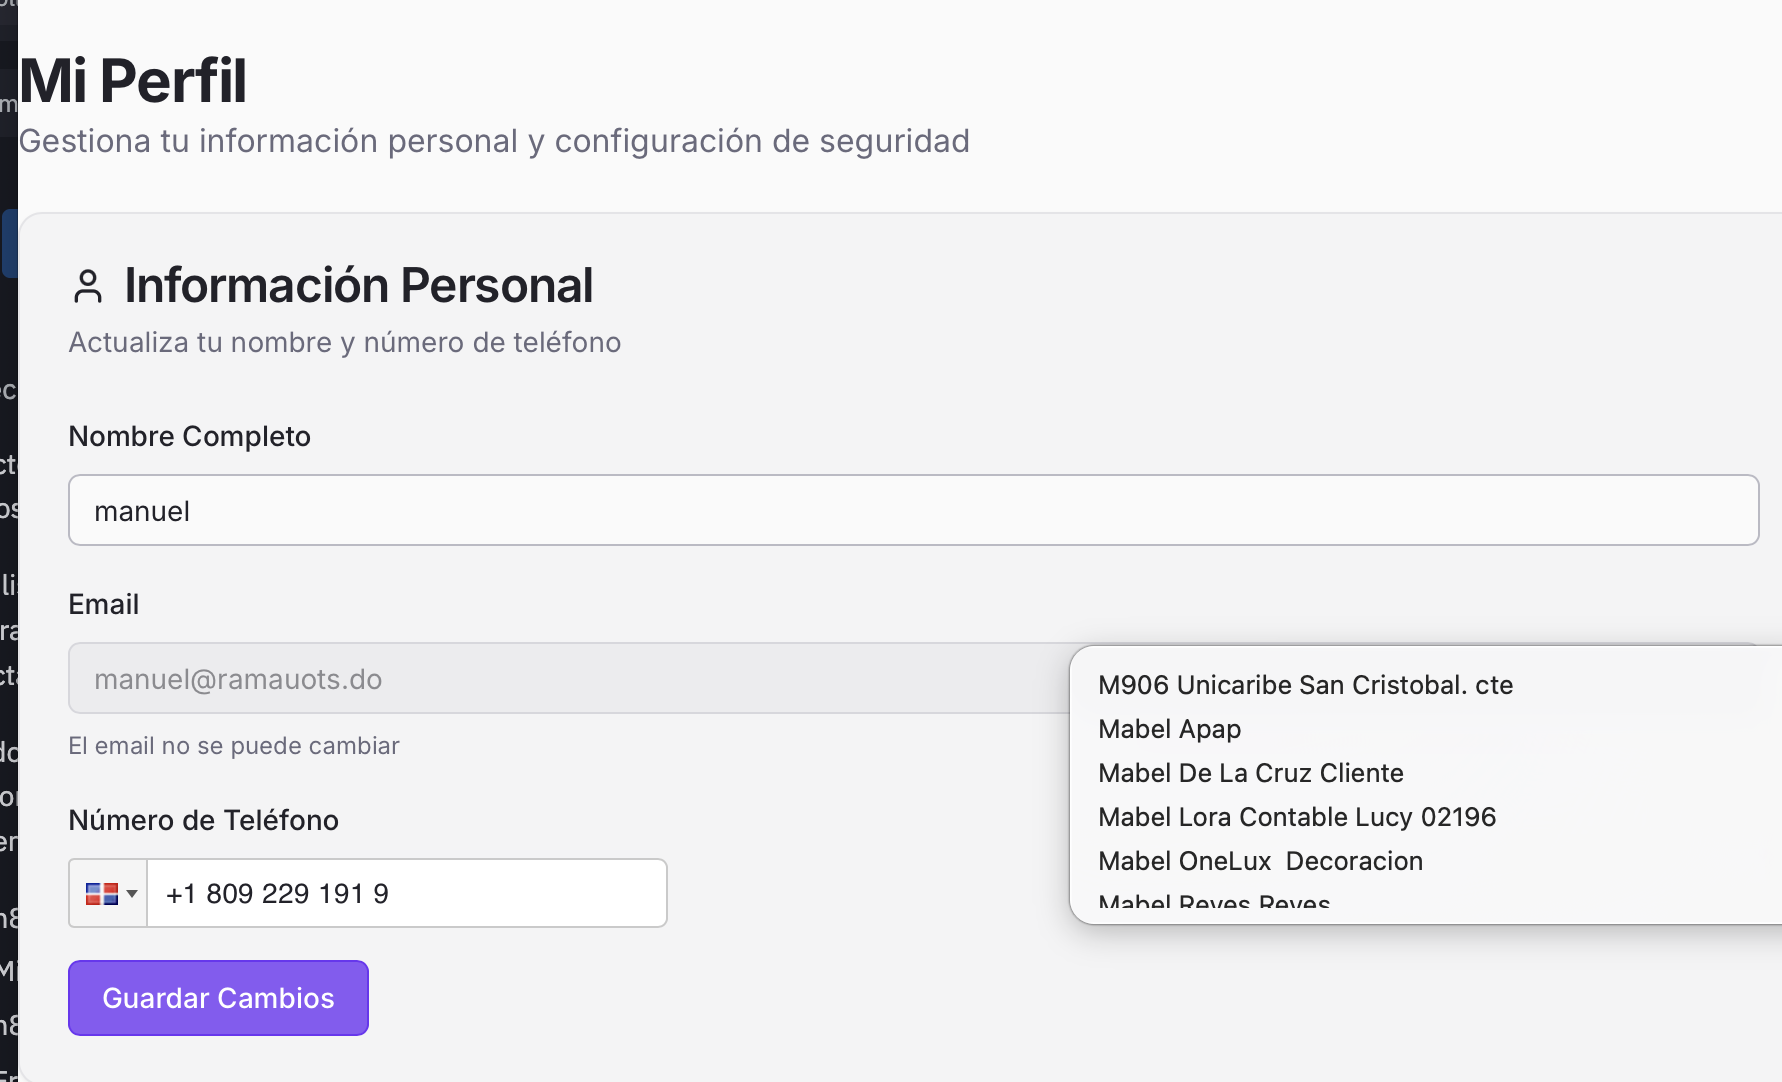 Mi Perfil
Gestiona tu información personal y configuración de seguridad
Información Personal
Actualiza tu nombre y número de teléfono
Nombre Completo
manuel
Email
manuel@ramauots.do
El email no se puede cambiar
Número de Teléfono
+1 809 229 191 9
Guardar Cambios
M906 Unicaribe San Cristobal. cte
Mabel Apap
Mabel De La Cruz Cliente
Mabel Lora Contable Lucy 02196
Mabel OneLux  Decoracion
Mabel Reyes Reyes